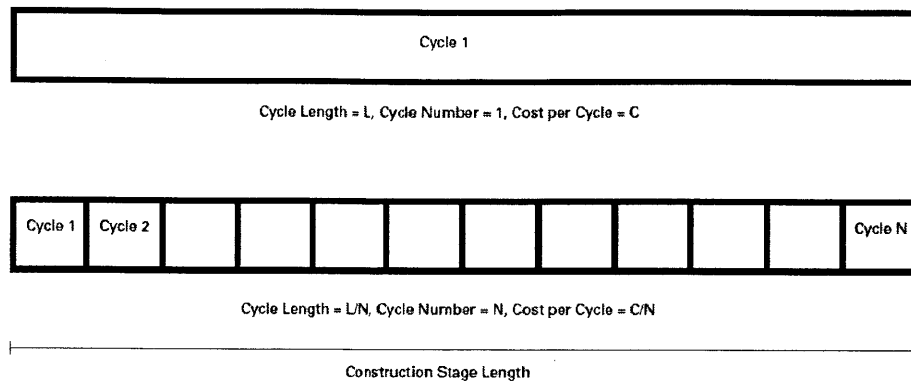 Cycle 1
Cycle Length = L, Cycle Number = 1, Cost per Cycle = C
Cycle 1 Cycle 2 Cycle N
Cycle Length = L/N, Cycle Number = N, Cost per Cycle = C/N
Construction Stage Length